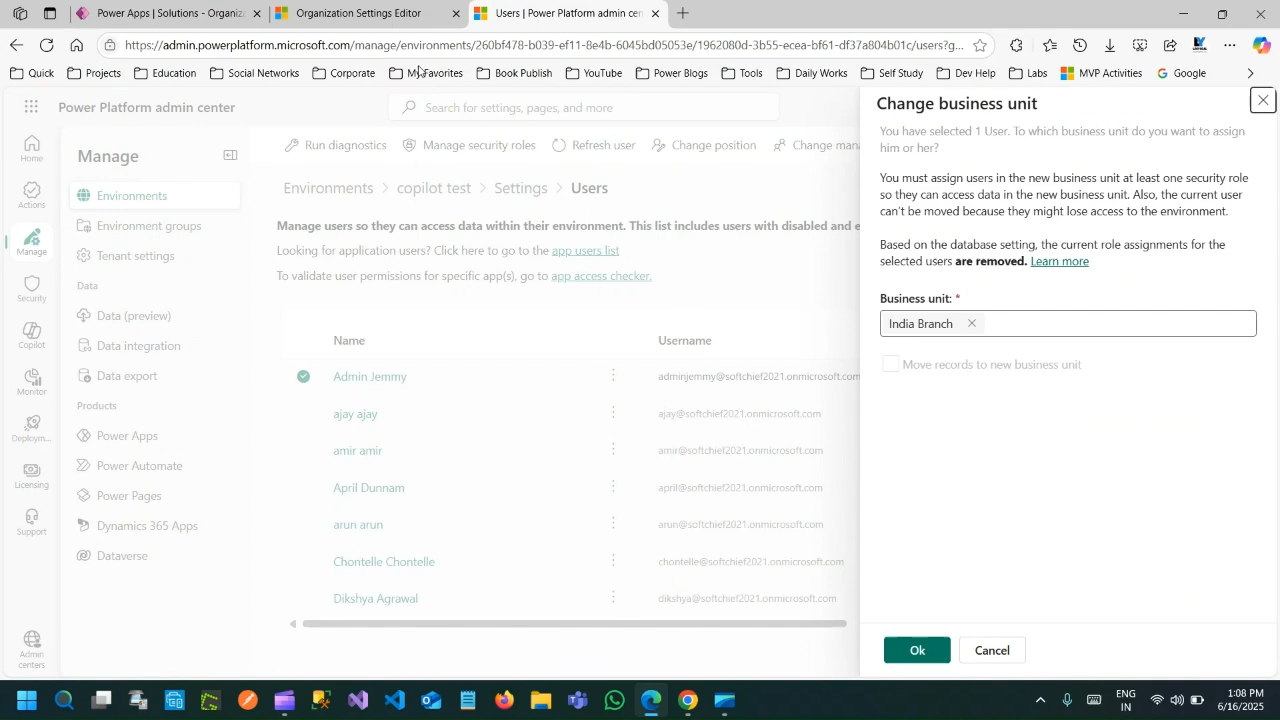 Power Platform Solutions - Organiza
Environment Settings Editor
Users | Power Platform admin cen
https://admin.powerplatform.microsoft.com/manage/environments/260bf478-b039-ef11-8e4b-6045bd05053e/1962080d-3b55-ecea-bf61-df37a804b01c/users?g...
Quick
Projects
Education
Social Networks
Corporate
MyFavorites
Book Publish
YouTube
Power Blogs
Tools
Daily Works
Self Study
Dev Help
Labs
MVP Activities
Google
Power Platform admin center
Search for settings, pages, and more
Home
Actions
Manage
Security
Copilot
Monitor
Deploym...
Licensing
Support
Admin
centers
Manage
Environments
Environment groups
Tenant settings
Data
Data (preview)
Data integration
Data export
Products
Power Apps
Power Automate
Power Pages
Dynamics 365 Apps
Dataverse
Run diagnostics
Manage security roles
Refresh user
Change position
Change mana
Environments > copilot test > Settings > Users
Manage users so they can access data within their environment. This list includes users with disabled and e
Looking for application users? Click here to go to the app users list
To validate user permissions for specific app(s), go to app access checker.
Name Username
Admin Jemmy adminjemmy@softchief2021.onmicrosoft.com
ajay ajay ajay@softchief2021.onmicrosoft.com
amir amir amir@softchief2021.onmicrosoft.com
April Dunnam april@softchief2021.onmicrosoft.com
arun arun arun@softchief2021.onmicrosoft.com
Chontelle Chontelle chontelle@softchief2021.onmicrosoft.com
Dikshya Agrawal dikshya@softchief2021.onmicrosoft.com
Change business unit
You have selected 1 User. To which business unit do you want to assign
him or her?
You must assign users in the new business unit at least one security role
so they can access data in the new business unit. Also, the current user
can't be moved because they might lose access to the environment.
Based on the database setting, the current role assignments for the
selected users are removed. Learn more
Business unit: *
India Branch
Move records to new business unit
Ok
Cancel
ENG
IN
1:08 PM
6/16/2025